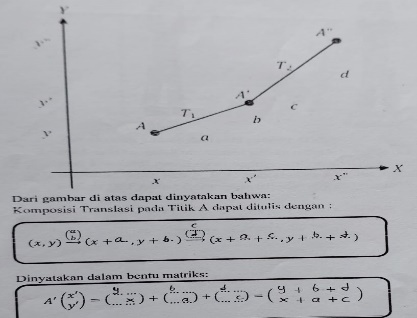 Y
A"
y"
T₂
d
A'
y'
c
T₁
b
A
y
a
X
x x' x"
Dari gambar di atas dapat dinyatakan bahwa:
Komposisi Translasi pada Titik A dapat ditulis dengan :
(x, y) →(a b) (x + a, y + b.) →(c d) (x + a. + c., y + b. + d.)
Dinyatakan dalam bentu matriks:
A' (x' y') = (y... ...x) + (b... ...a) + (d... ...c) = (y + b + d x + a + c)